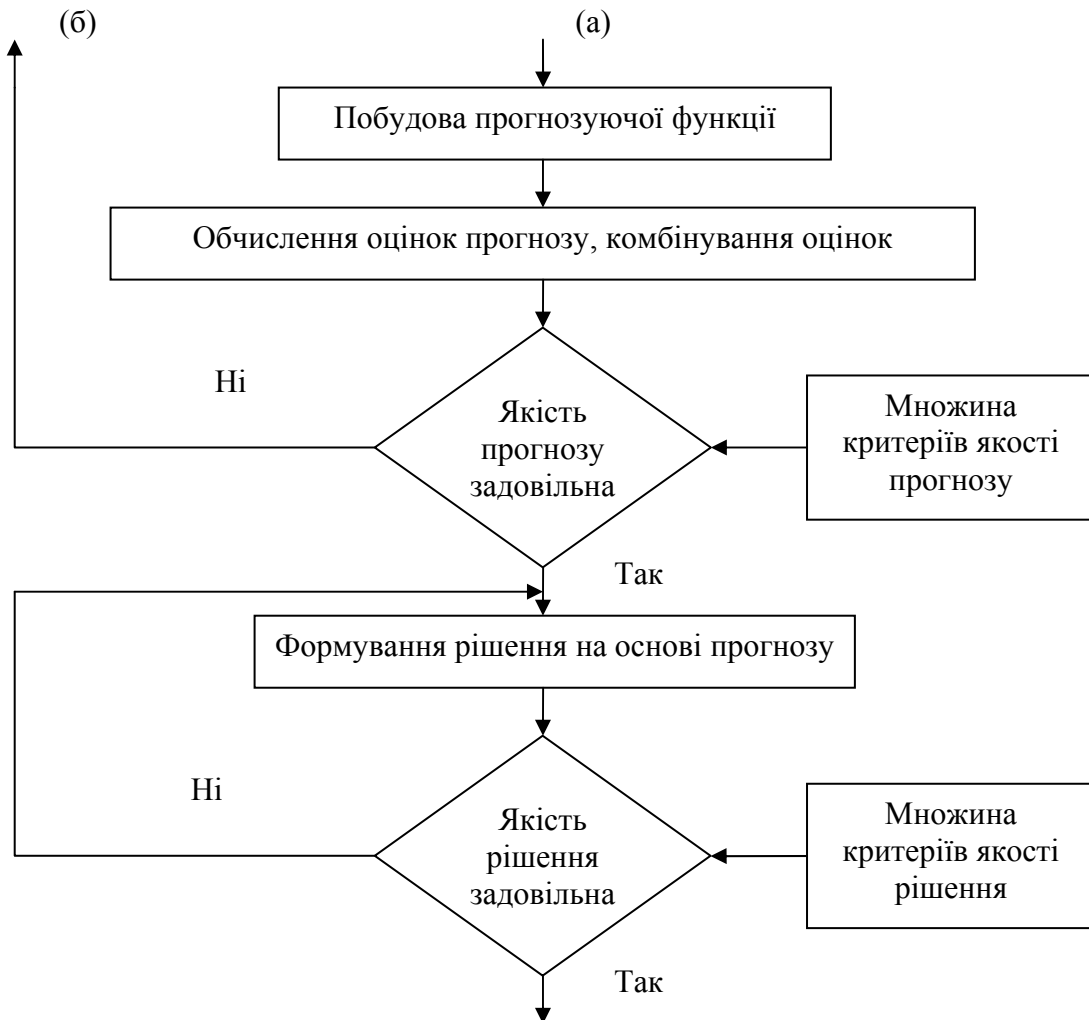 (б)
(а)
Побудова прогнозуючої функції
Обчислення оцінок прогнозу, комбінування оцінок
Ні
Якість
прогнозу
задовільна
Множина
критеріїв якості
прогнозу
Так
Формування рішення на основі прогнозу
Ні
Якість
рішення
задовільна
Множина
критеріїв якості
рішення
Так